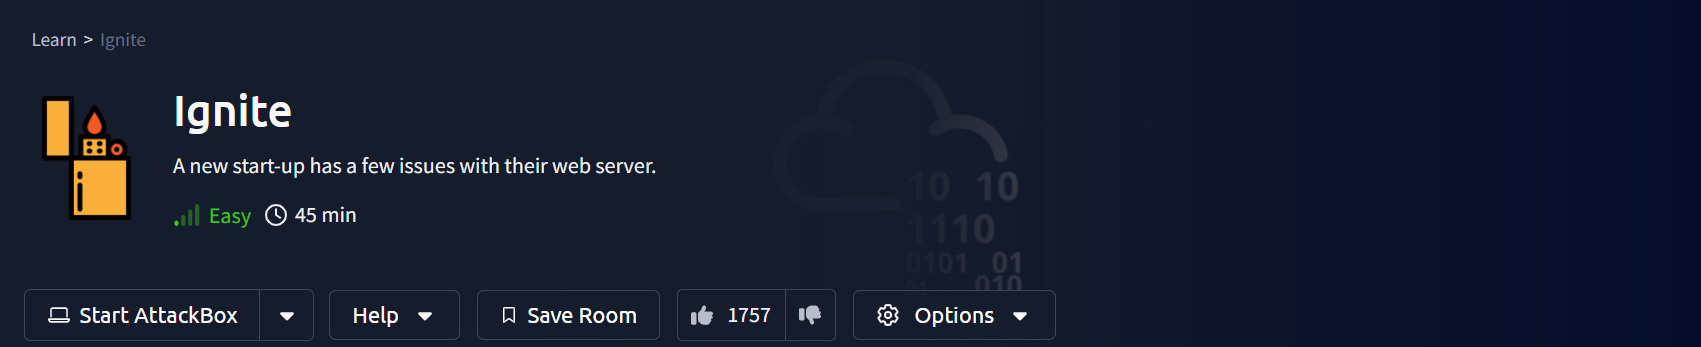 Learn > Ignite
Ignite
A new start-up has a few issues with their web server.
Easy 45 min
10 10
1110
0101 01
01 010
Start AttackBox Help Save Room 1757 Options